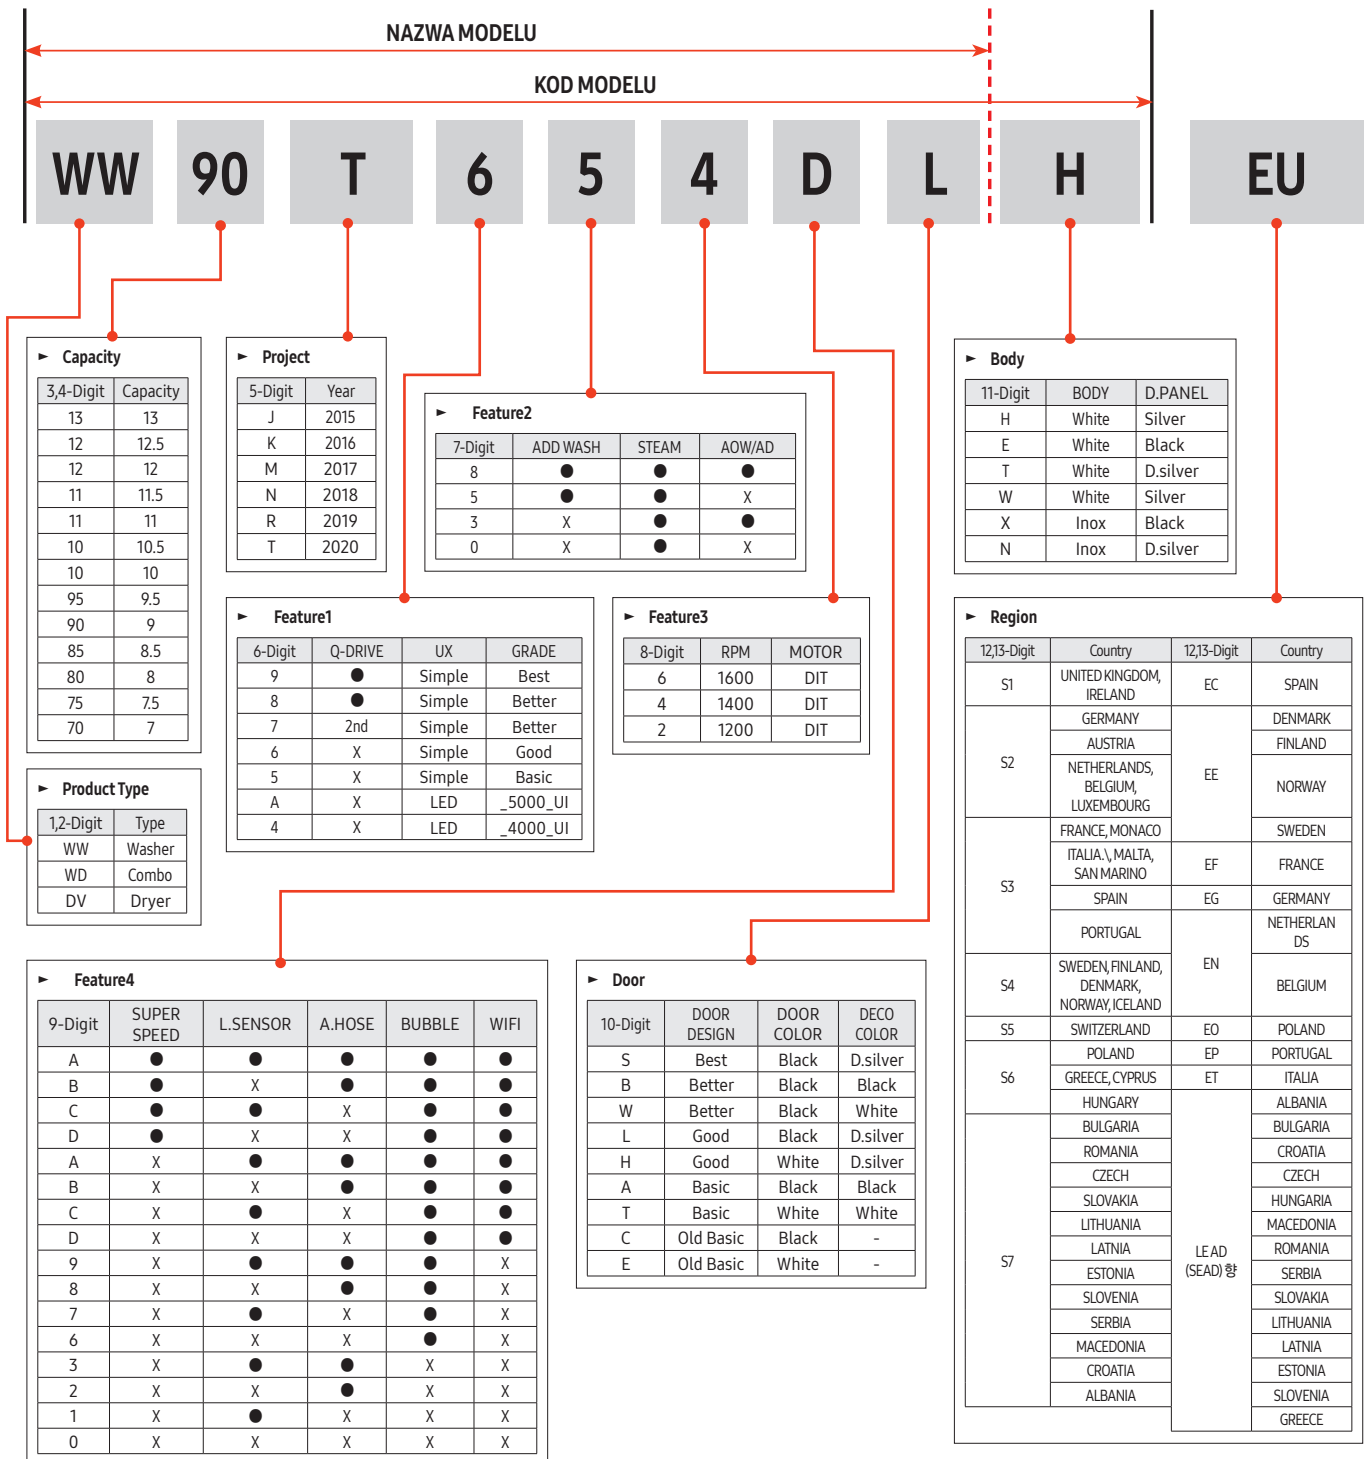 NAZWA MODELU
KOD MODELU
WW 90 T 6 5 4 D L H EU
► Capacity
3,4-Digit Capacity
13 13
12 12.5
12 12
11 11.5
11 11
10 10.5
10 10
95 9.5
90 9
85 8.5
80 8
75 7.5
70 7
► Project
5-Digit Year
J 2015
K 2016
M 2017
N 2018
R 2019
T 2020
► Feature2
7-Digit ADD WASH STEAM AOW/AD
8 ● ● ●
5 ● ● X
3 X ● ●
0 X ● X
► Body
11-Digit BODY D.PANEL
H White Silver
E White Black
T White D.silver
W White Silver
X Inox Black
N Inox D.silver
► Feature1
6-Digit Q-DRIVE UX GRADE
9 ● Simple Best
8 ● Simple Better
7 2nd Simple Better
6 X Simple Good
5 X Simple Basic
A X LED _5000_UI
4 X LED _4000_UI
► Feature3
8-Digit RPM MOTOR
6 1600 DIT
4 1400 DIT
2 1200 DIT
► Product Type
1,2-Digit Type
WW Washer
WD Combo
DV Dryer
► Region
12,13-Digit Country 12,13-Digit Country
S1
UNITED KINGDOM,
IRELAND
EC
SPAIN
S2
GERMANY
AUSTRIA
NETHERLANDS,
BELGIUM,
LUXEMBOURG
EE
DENMARK
FINLAND
NORWAY
SWEDEN
S3
FRANCE, MONACO
ITALIA.\, MALTA,
SAN MARINO
SPAIN
PORTUGAL
EF
FRANCE
EG
GERMANY
EN
NETHERLAN
DS
BELGIUM
S4
SWEDEN, FINLAND,
DENMARK,
NORWAY, ICELAND
S5 SWITZERLAND EO POLAND
S6
POLAND
GREECE, CYPRUS
HUNGARY
EP PORTUGAL
ET ITALIA
S7
BULGARIA
ROMANIA
CZECH
SLOVAKIA
LITHUANIA
LATNIA
ESTONIA
SLOVENIA
SERBIA
MACEDONIA
CROATIA
ALBANIA
LEAD
(SEAD)향
ALBANIA
BULGARIA
CROATIA
CZECH
HUNGARIA
MACEDONIA
ROMANIA
SERBIA
SLOVAKIA
LITHUANIA
LATNIA
ESTONIA
SLOVENIA
GREECE
► Feature4
9-Digit SUPER SPEED L.SENSOR A.HOSE BUBBLE WIFI
A ● ● ● ● ●
B ● X ● ● ●
C ● ● X ● ●
D ● X X ● ●
A X ● ● ● ●
B X X ● ● ●
C X ● X ● ●
D X X X ● ●
9 X ● ● ● X
8 X X ● ● X
7 X ● X ● X
6 X X X ● X
3 X ● ● X X
2 X X ● X X
1 X ● X X X
0 X X X X X
► Door
10-Digit DOOR DESIGN DOOR COLOR DECO COLOR
S Best Black D.silver
B Better Black Black
W Better Black White
L Good Black D.silver
H Good White D.silver
A Basic Black Black
T Basic White White
C Old Basic Black -
E Old Basic White -